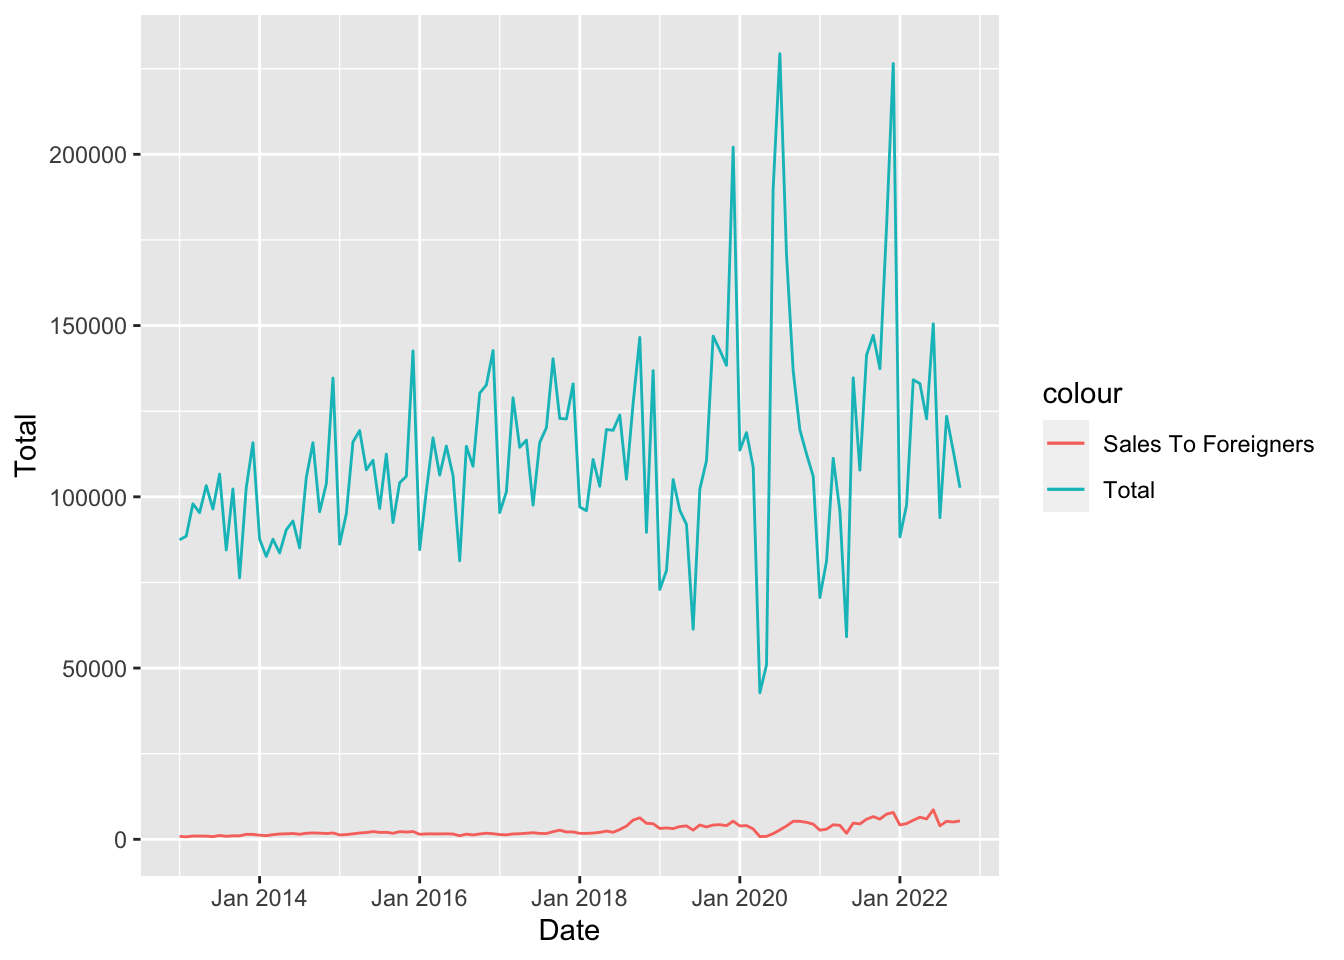 Total
200000
150000
100000
50000
0
Jan 2014 Jan 2016 Jan 2018 Jan 2020 Jan 2022
Date
colour
Sales To Foreigners
Total